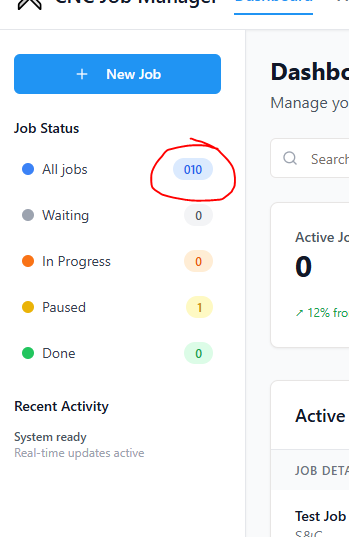 CNC Job Manager
Dashboard
+ New Job
Dashbo
Manage yo
Job Status
Search
All jobs 010
Waiting 0
Active Jo
In Progress 0
0
Paused 1
↗ 12% fro
Done 0
Active
Recent Activity
System ready
Real-time updates active
JOB DETA
Test Job
S&C